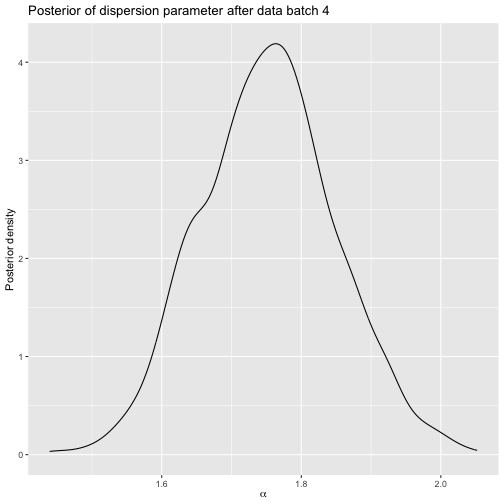 Posterior of dispersion parameter after data batch 4
Posterior density
4
3
2
1
0
1.6
1.8
2.0
α